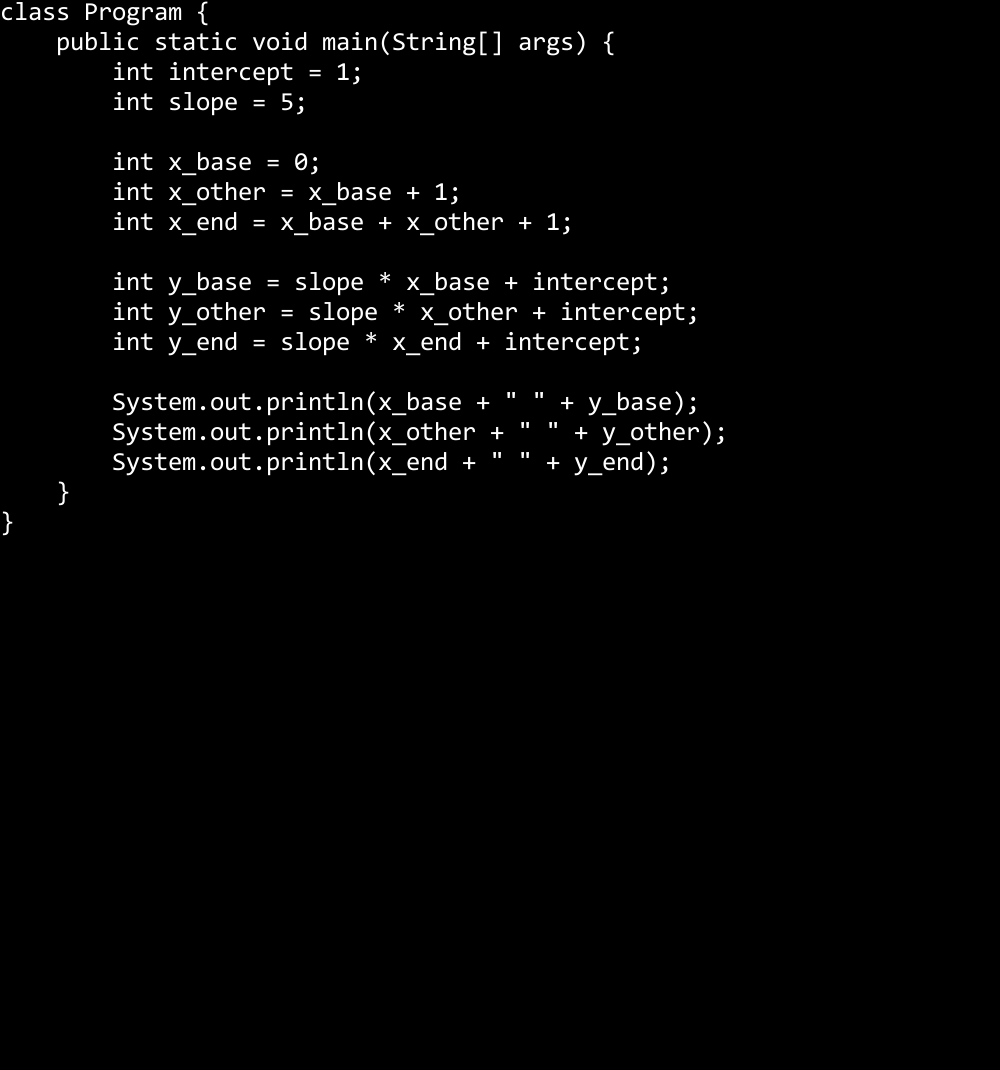 class Program {
    public static void main(String[] args) {
        int intercept = 1;
        int slope = 5;

        int x_base = 0;
        int x_other = x_base + 1;
        int x_end = x_base + x_other + 1;

        int y_base = slope * x_base + intercept;
        int y_other = slope * x_other + intercept;
        int y_end = slope * x_end + intercept;

        System.out.println(x_base + " " + y_base);
        System.out.println(x_other + " " + y_other);
        System.out.println(x_end + " " + y_end);
    }
}